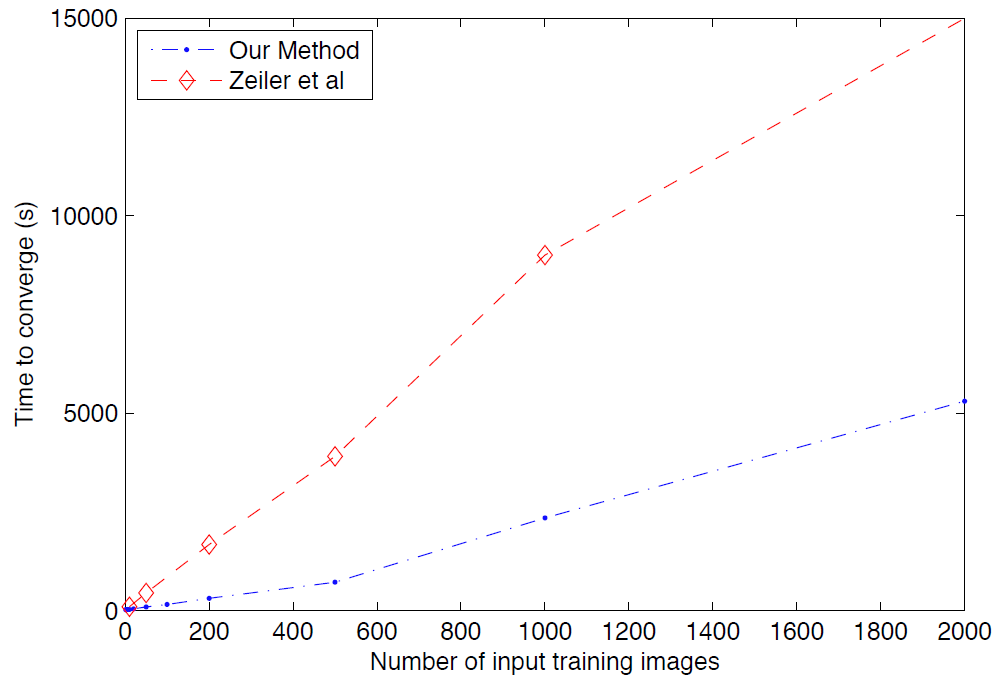 15000
Our Method
Zeiler et al
10000
5000
0
Time to converge (s)
0 200 400 600 800 1000 1200 1400 1600 1800 2000
Number of input training images